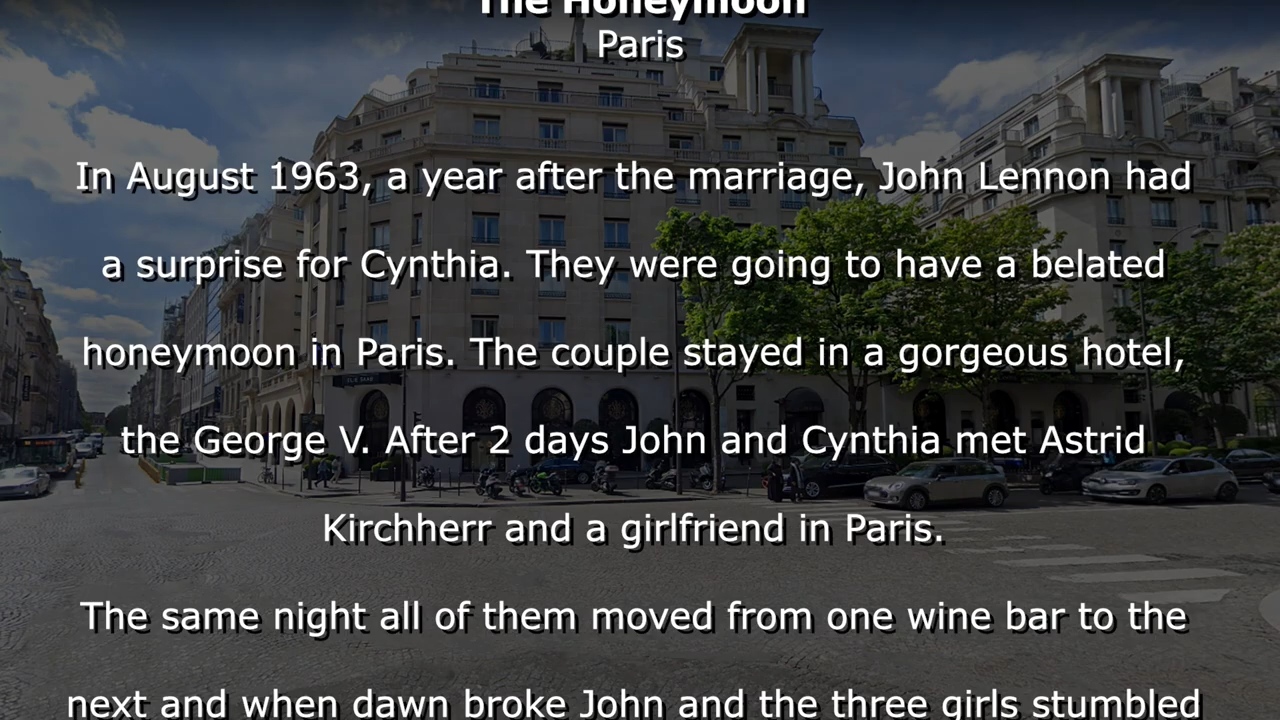 The Honeymoon
Paris
In August 1963, a year after the marriage, John Lennon had
a surprise for Cynthia. They were going to have a belated
honeymoon in Paris. The couple stayed in a gorgeous hotel,
the George V. After 2 days John and Cynthia met Astrid
Kirchherr and a girlfriend in Paris.
The same night all of them moved from one wine bar to the
next and when dawn broke John and the three girls stumbled